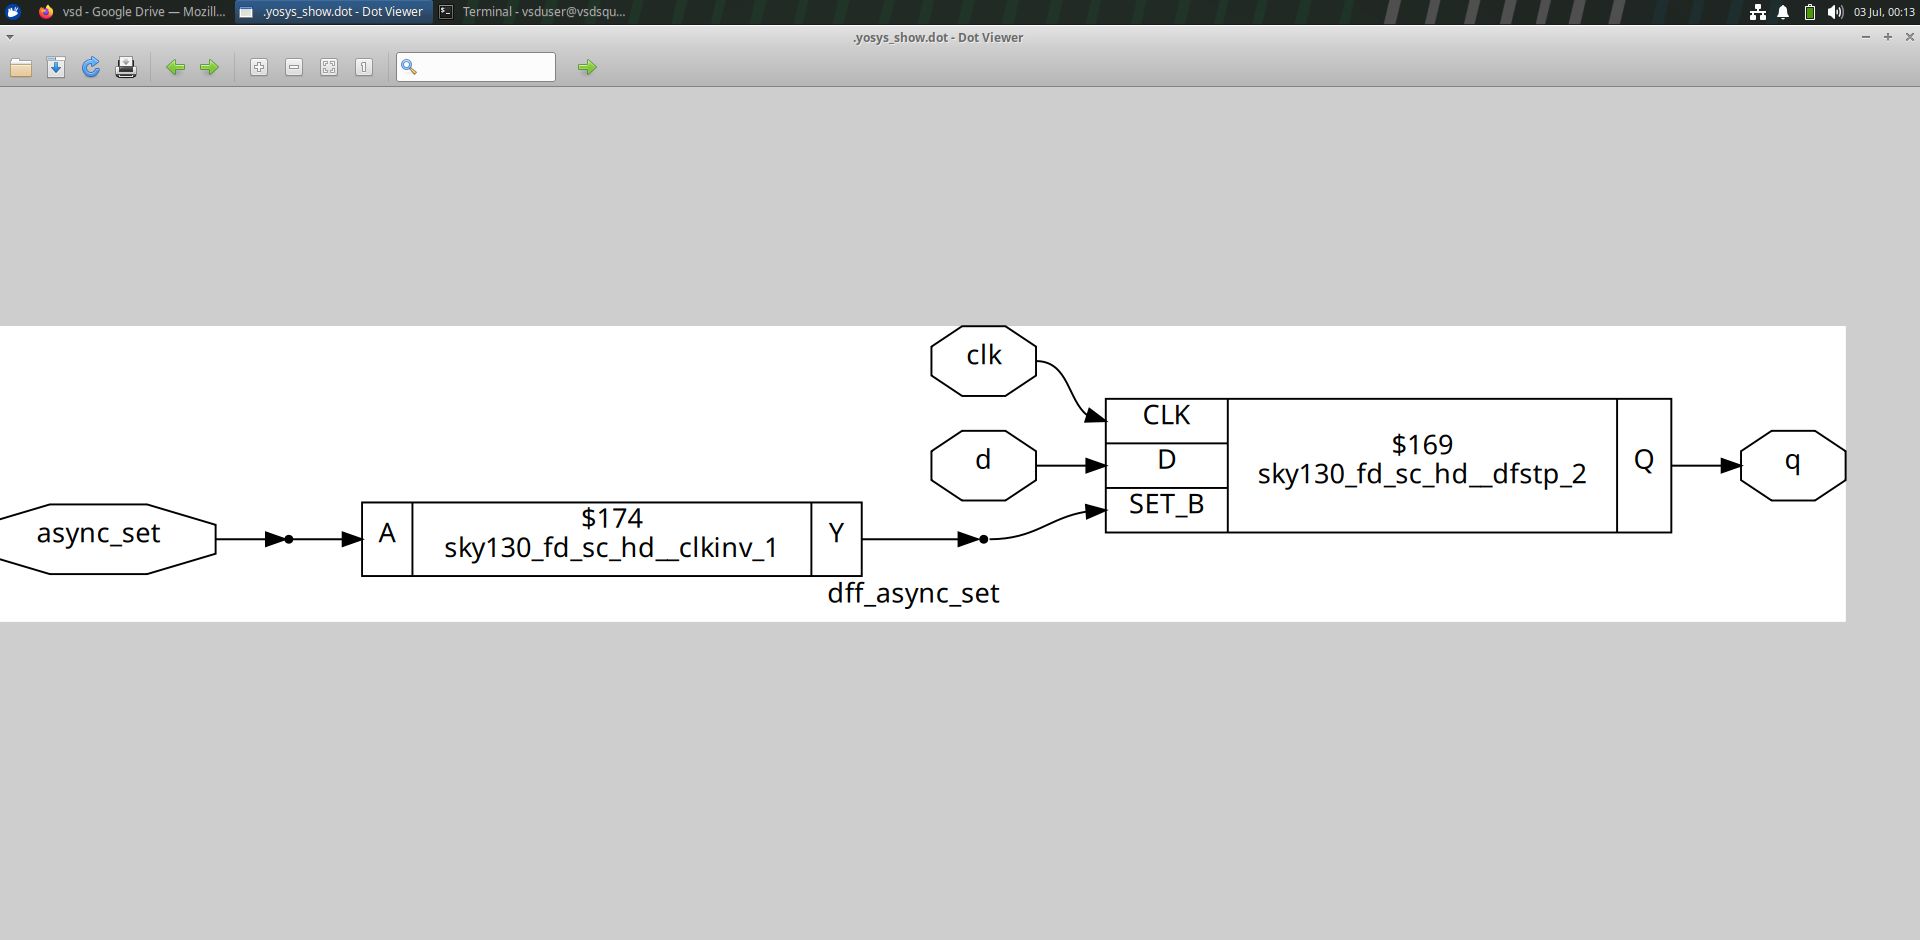 vsd - Google Drive — Mozill...
.yosys_show.dot - Dot Viewer
Terminal - vsduser@vsdsqu...
03 Jul, 00:13
.yosys_show.dot - Dot Viewer
clk
CLK
d
D
$169
sky130_fd_sc_hd__dfstp_2
Q
q
SET_B
async_set
A
$174
sky130_fd_sc_hd__clkinv_1
Y
dff_async_set